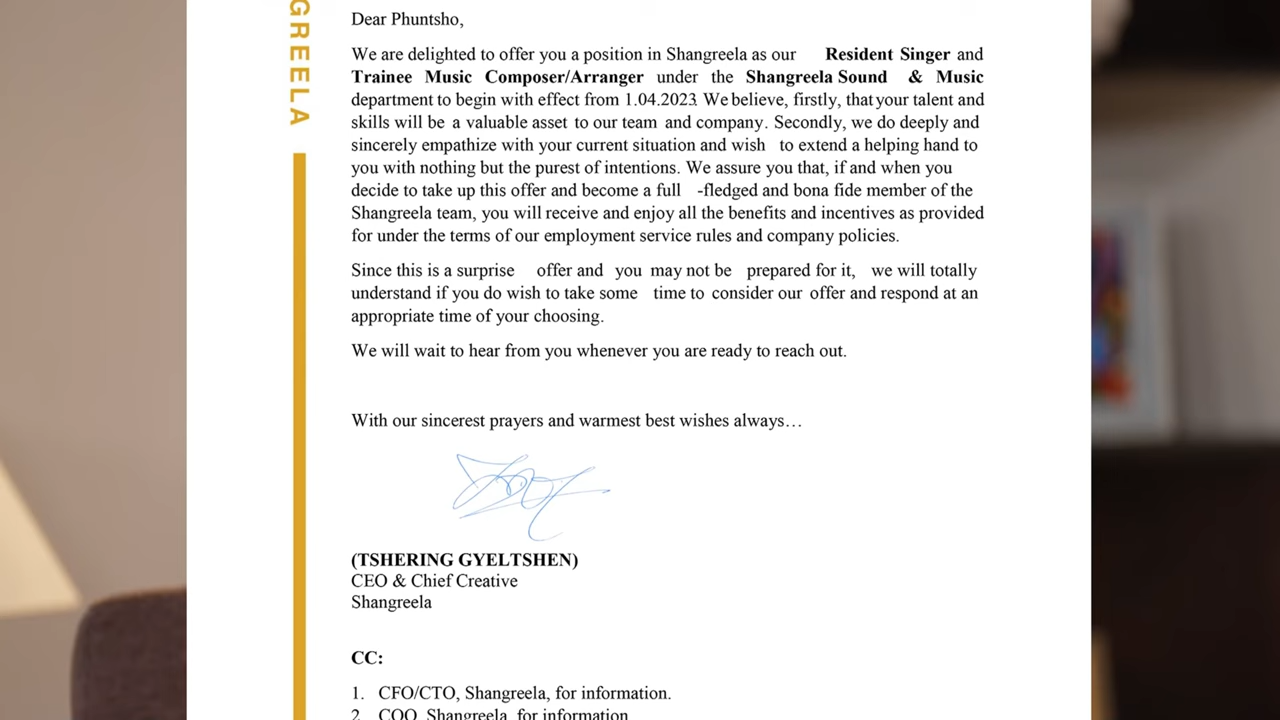 GREELA
Dear Phuntsho,
We are delighted to offer you a position in Shangreela as our Resident Singer and
Trainee Music Composer/Arranger under the Shangreela Sound & Music
department to begin with effect from 1.04.2023. We believe, firstly, that your talent and
skills will be a valuable asset to our team and company. Secondly, we do deeply and
sincerely empathize with your current situation and wish to extend a helping hand to
you with nothing but the purest of intentions. We assure you that, if and when you
decide to take up this offer and become a full -fledged and bona fide member of the
Shangreela team, you will receive and enjoy all the benefits and incentives as provided
for under the terms of our employment service rules and company policies.
Since this is a surprise offer and you may not be prepared for it, we will totally
understand if you do wish to take some time to consider our offer and respond at an
appropriate time of your choosing.
We will wait to hear from you whenever you are ready to reach out.
With our sincerest prayers and warmest best wishes always…
(TSHERING GYELTSHEN)
CEO & Chief Creative
Shangreela
CC:
1. CFO/CTO, Shangreela, for information.
2. COO, Shangreela, for information